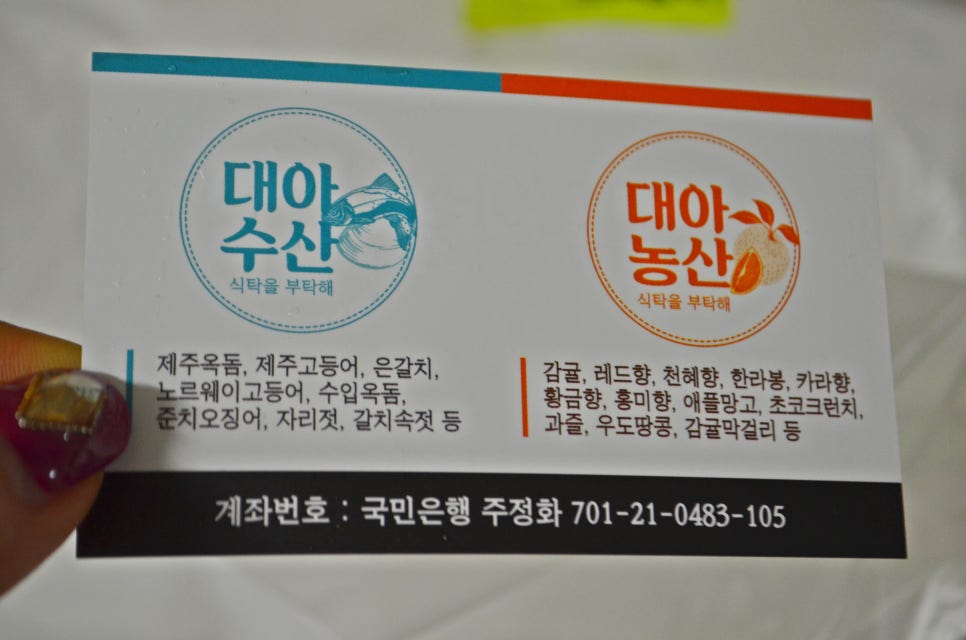 대아
수산
식탁을 부탁해
제주옥돔, 제주고등어, 은갈치,
노르웨이고등어, 수입옥돔,
준치오징어, 자리젓, 갈치속젓 등
대아
농산
식탁을 부탁해
감귤, 레드향, 천혜향, 한라봉, 카라향,
황금향, 홍미향, 애플망고, 초코크런치,
과즐, 우도땅콩, 감귤막걸리 등
계좌번호 : 국민은행 주정화 701-21-0483-105